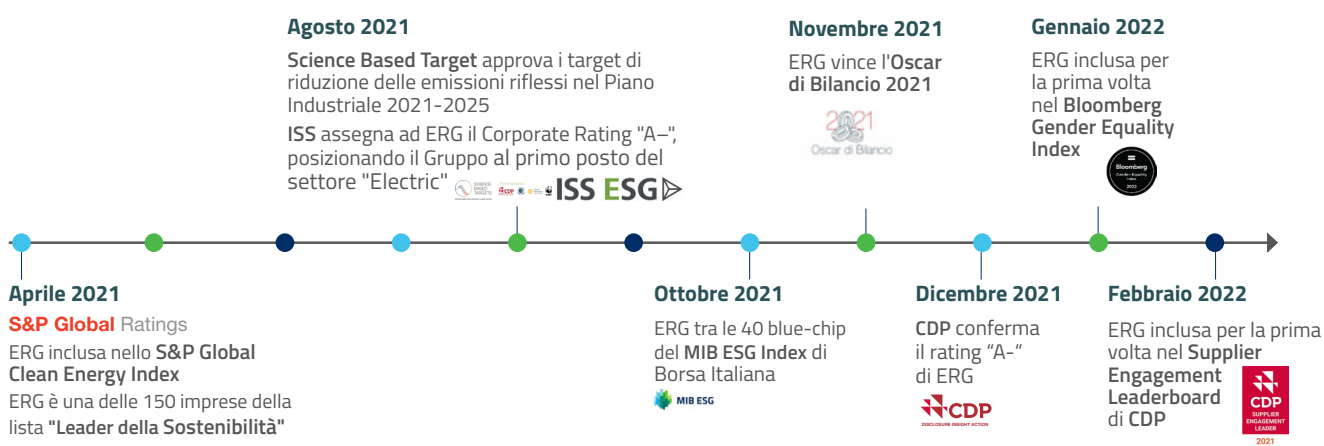 Agosto 2021
Science Based Target approva i target di
riduzione delle emissioni riflessi nel Piano
Industriale 2021-2025
ISS assegna ad ERG il Corporate Rating "A–",
posizionando il Gruppo al primo posto del
settore "Electric"
SCIENCE
BASED
TARGETS
CDP
WWF
ISS ESG
Novembre 2021
ERG vince l'Oscar
di Bilancio 2021
2021
Oscar di Bilancio
Gennaio 2022
ERG inclusa per
la prima volta
nel Bloomberg
Gender Equality
Index
Bloomberg
Gender-Equality
Index
2022
Aprile 2021
S&P Global Ratings
ERG inclusa nello S&P Global
Clean Energy Index
ERG è una delle 150 imprese della
lista "Leader della Sostenibilità"
Ottobre 2021
ERG tra le 40 blue-chip
del MIB ESG Index di
Borsa Italiana
MIB ESG
Dicembre 2021
CDP conferma
il rating "A-“
di ERG
CDP
DISCLOSURE INSIGHT ACTION
Febbraio 2022
ERG inclusa per la prima
volta nel Supplier
Engagement
Leaderboard
di CDP
CDP
SUPPLIER
ENGAGEMENT
LEADER
2021